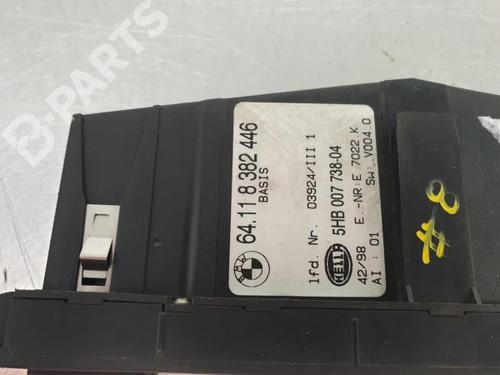 64.11 8 382 446
BASIS
lfd. Nr. 03924/III 1
HELLA 5HB 007 738-04
42/98 E.-NR:E 7022.K
AI : 01 SW: V004.0
#80
B-PARTS